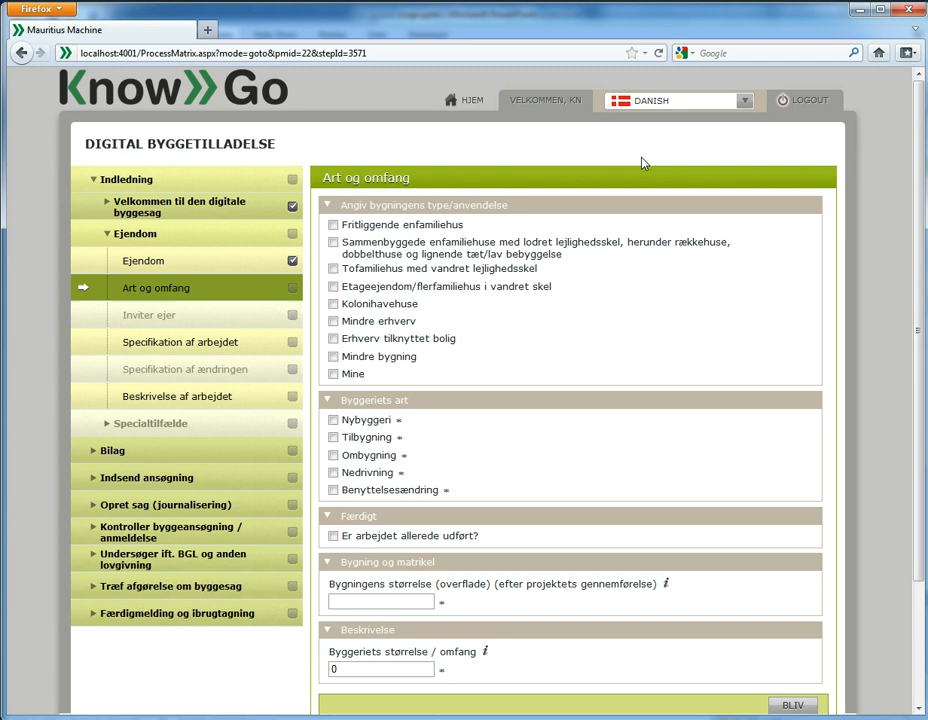 Firefox
Mauritius Machine
localhost:4001/ProcessMatrix.aspx?mode=goto&pmid=22&stepId=3571
Google
Know Go
HJEM
VELKOMMEN, KN
DANISH
LOGOUT
DIGITAL BYGGETILLADELSE
Indledning
Velkommen til den digitale
byggesag
Ejendom
Ejendom
Art og omfang
Inviter ejer
Specifikation af arbejdet
Specifikation af ændringen
Beskrivelse af arbejdet
Specialtilfælde
Bilag
Indsend ansøgning
Opret sag (journalisering)
Kontroller byggeansøgning /
anmeldelse
Undersøger ift. BGL og anden
lovgivning
Træf afgørelse om byggesag
Færdigmelding og ibrugtagning
Art og omfang
Angiv bygningens type/anvendelse
Fritliggende enfamiliehus
Sammenbyggede enfamiliehuse med lodret lejlighedsskel, herunder rækkehuse,
dobbelthuse og lignende tæt/lav bebyggelse
Tofamiliehus med vandret lejlighedsskel
Etageejendom/flerfamiliehus i vandret skel
Kolonihavehuse
Mindre erhverv
Erhverv tilknyttet bolig
Mindre bygning
Mine
Byggeriets art
Nybyggeri *
Tilbygning *
Ombygning *
Nedrivning *
Benyttelsesændring *
Færdigt
Er arbejdet allerede udført?
Bygning og matrikel
Bygningens størrelse (overflade) (efter projektets gennemførelse) i
*
Beskrivelse
Byggeriets størrelse / omfang i
0 *
BLIV